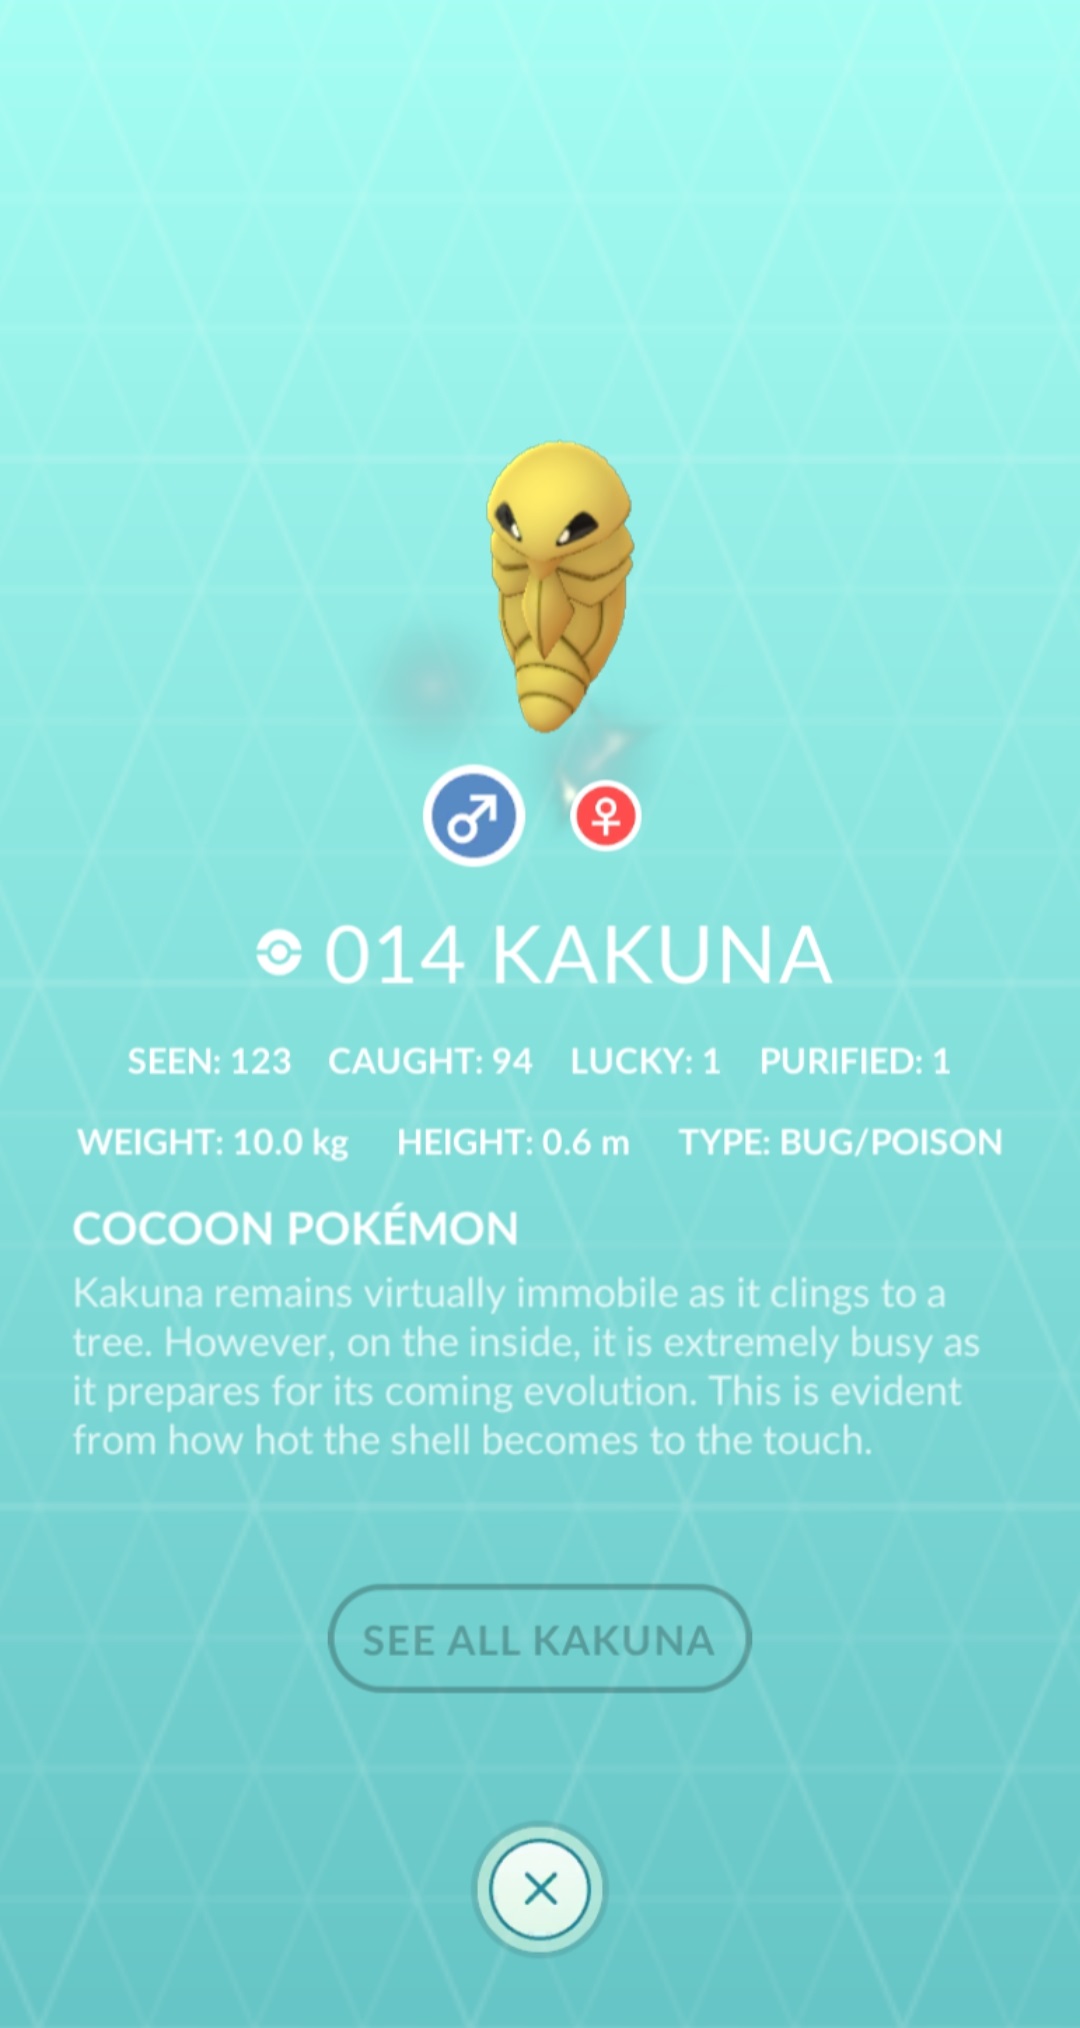 014 KAKUNA
SEEN: 123 CAUGHT: 94 LUCKY: 1 PURIFIED: 1
WEIGHT: 10.0 kg HEIGHT: 0.6 m TYPE: BUG/POISON
COCOON POKÉMON
Kakuna remains virtually immobile as it clings to a
tree. However, on the inside, it is extremely busy as
it prepares for its coming evolution. This is evident
from how hot the shell becomes to the touch.
SEE ALL KAKUNA